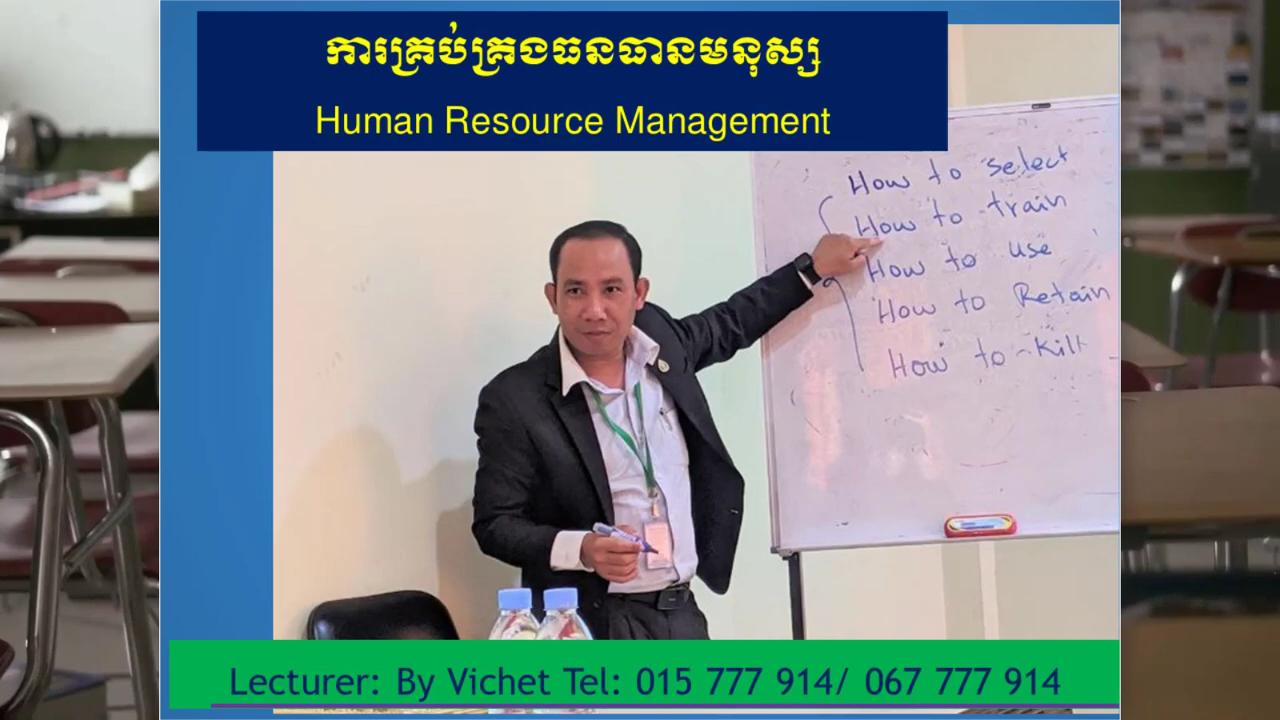 ការគ្រប់គ្រងធនធានមនុស្ស
Human Resource Management
How to select
How to train
How to use
How to Retain
How to Kill
Lecturer: By Vichet Tel: 015 777 914/ 067 777 914